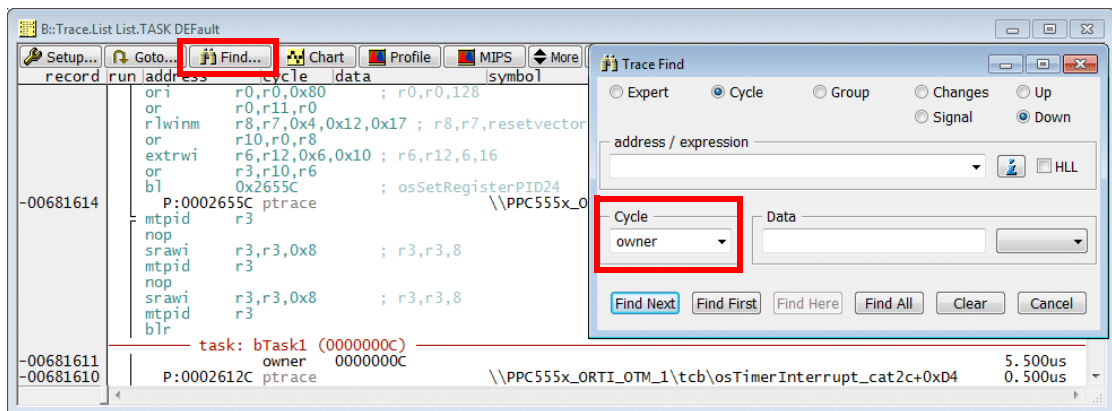 B::Trace.List List.TASK DEFault
Setup... Goto... Find... Chart Profile MIPS More
record run address cycle data symbol
ori r0,r0,0x80 ; r0,r0,128
or r0,r11,r0
rlwinm r8,r7,0x4,0x12,0x17 ; r8,r7,resetvector
or r10,r0,r8
extrwi r6,r12,0x6,0x10 ; r6,r12,6,16
or r3,r10,r6
bl 0x2655C ; osSetRegisterPID24
-00681614 P:0002655C ptrace \\PPC555x_O
mtpid r3
nop
srawi r3,r3,0x8 ; r3,r3,8
mtpid r3
nop
srawi r3,r3,0x8 ; r3,r3,8
mtpid r3
blr
task: bTask1 (0000000C)
-00681611 owner 0000000C 5.500us
-00681610 P:0002612C ptrace \\PPC555x_ORTI_OTM_1\tcb\osTimerInterrupt_cat2c+0xD4 0.500us
Trace Find
Expert Cycle Group Changes Up
Signal Down
address / expression
i HLL
Cycle Data
owner
Find Next Find First Find Here Find All Clear Cancel